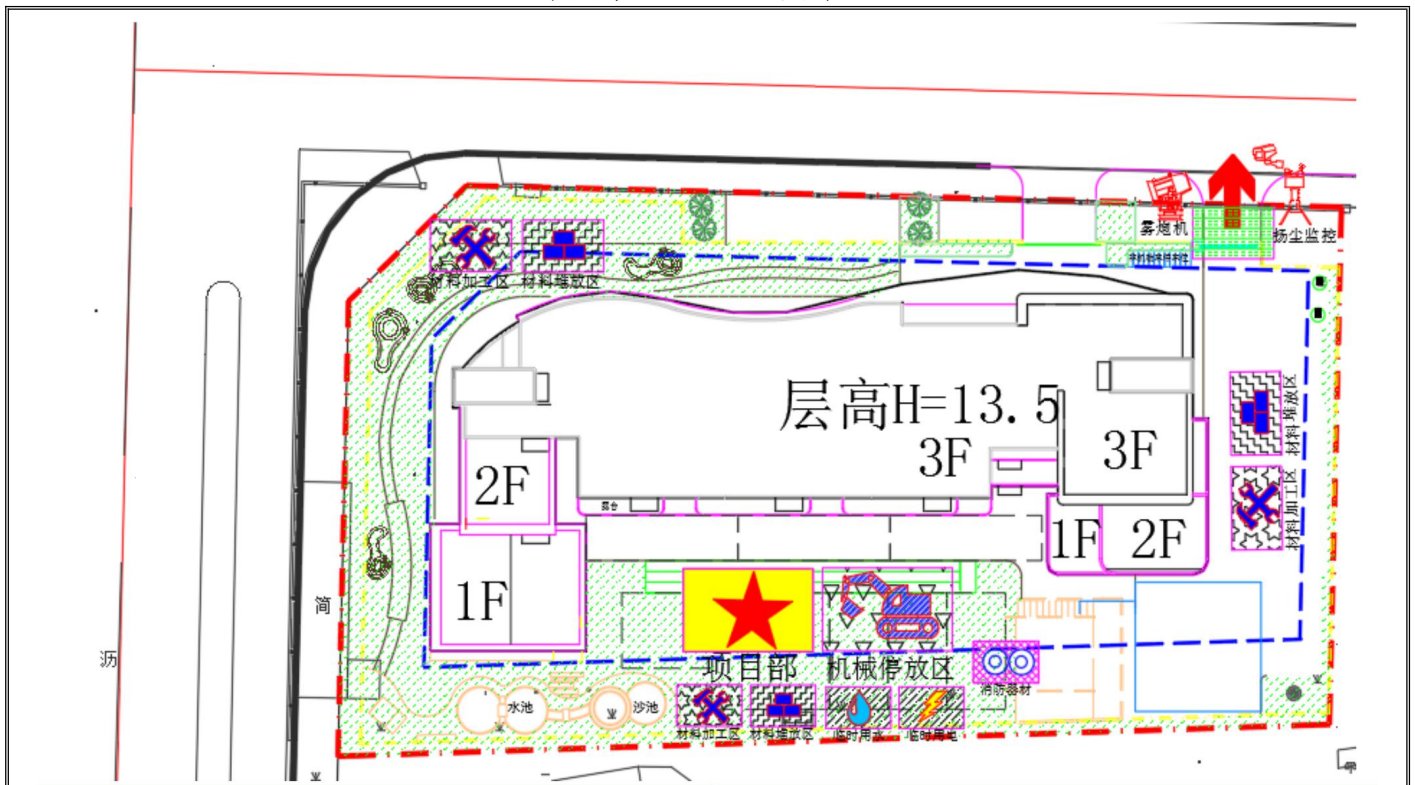 雾炮机
扬尘监控
材料加工区
材料堆放区
层高H=13.5
3F
3F
2F
露台
1F
2F
1F
材料堆放区
材料加工区
简
沥
项目部
机械停放区
消防器材
水池
沙池
材料加工区
材料堆放区
临时用水
临时用电